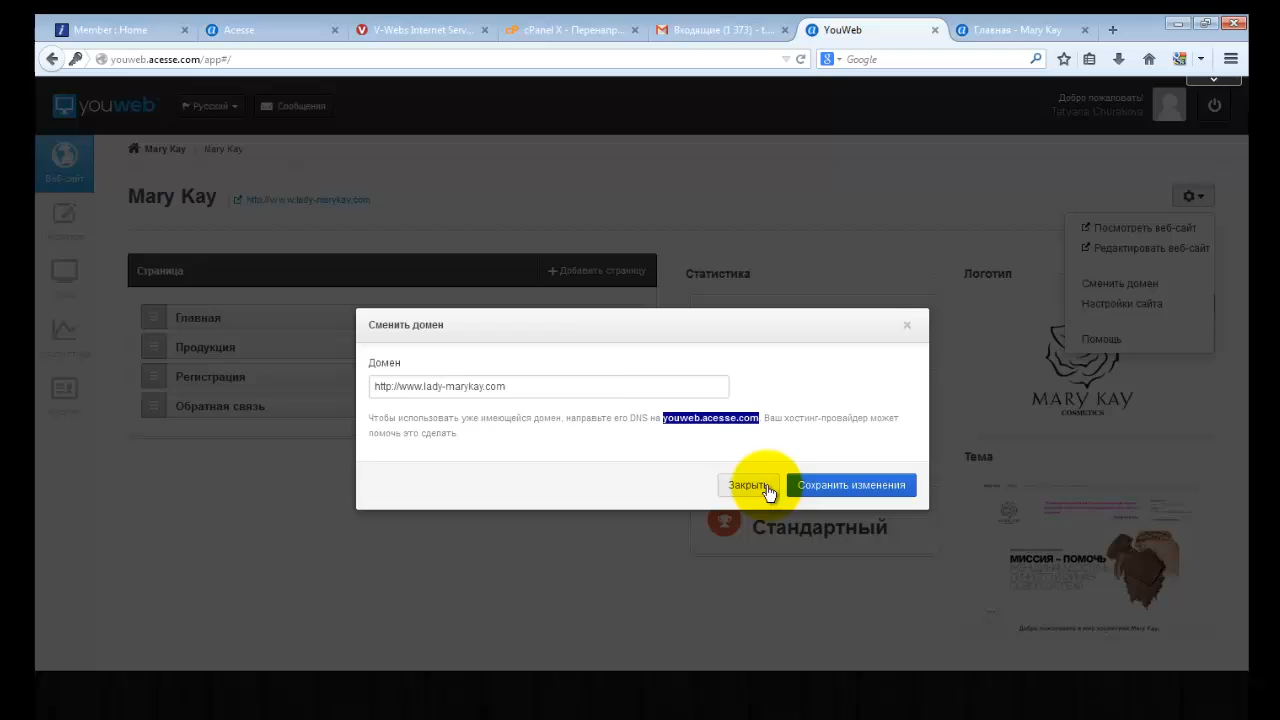 Member : Home
Acesse
V-Webs Internet Serv...
cPanel X - Перенапр...
Входящие (1 373) - t...
YouWeb
Главная - Mary Kay
youweb.acesse.com/app#/
Google
youweb
Русский
Сообщения
Добро пожаловать!
Tatyana Churakova
Веб-сайт
Mary Kay
Mary Kay
Mary Kay
http://www.lady-marykay.com
Посмотреть веб-сайт
Редактировать веб-сайт
Сменить домен
Настройки сайта
Помощь
Страница
Добавить страницу
Статистика
Логотип
Главная
Продукция
Регистрация
Обратная связь
Сменить домен
Домен
http://www.lady-marykay.com
Чтобы использовать уже имеющейся домен, направьте его DNS на youweb.acesse.com. Ваш хостинг-провайдер может
помочь это сделать.
Закрыть
Сохранить изменения
MARY KAY
COSMETICS
Тема
Стандартный
МИССИЯ ~ ПОМОЧЬ